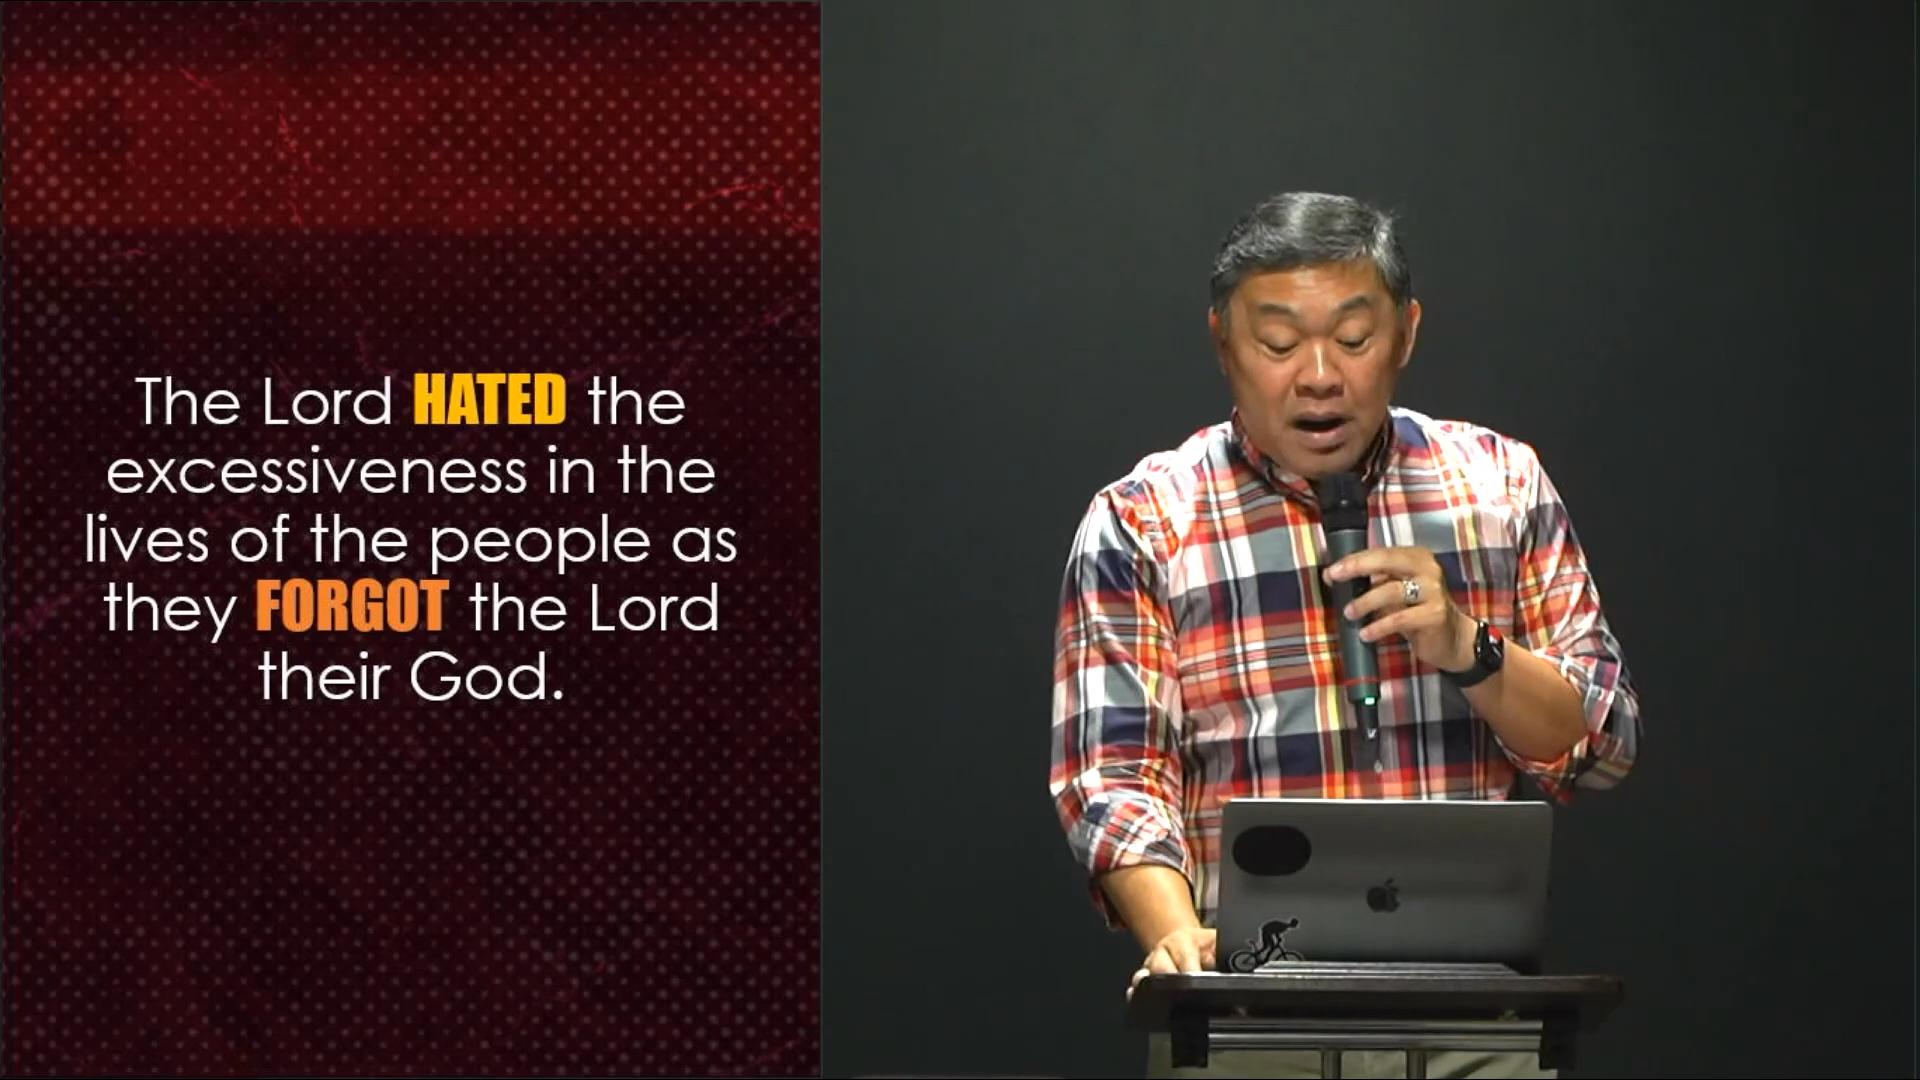 The Lord HATED the
excessiveness in the
lives of the people as
they FORGOT the Lord
their God.